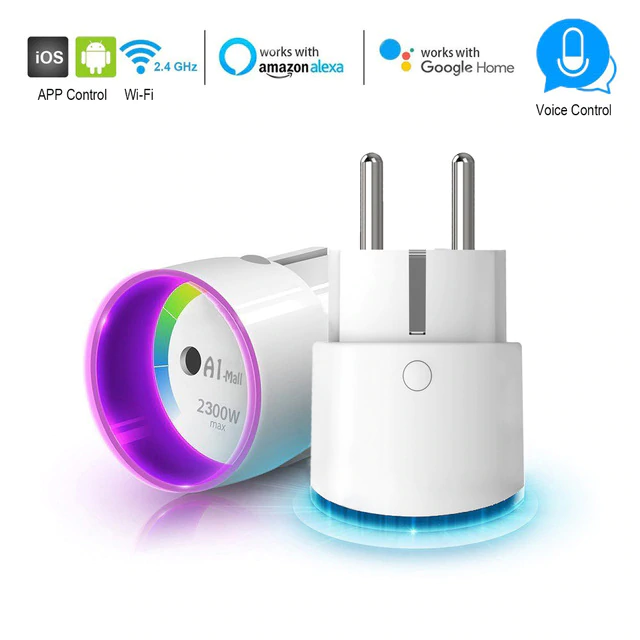 iOS
2.4 GHz
APP Control
Wi-Fi
works with
amazon alexa
works with
Google Home
Voice Control
A1-Mall
2300W
max